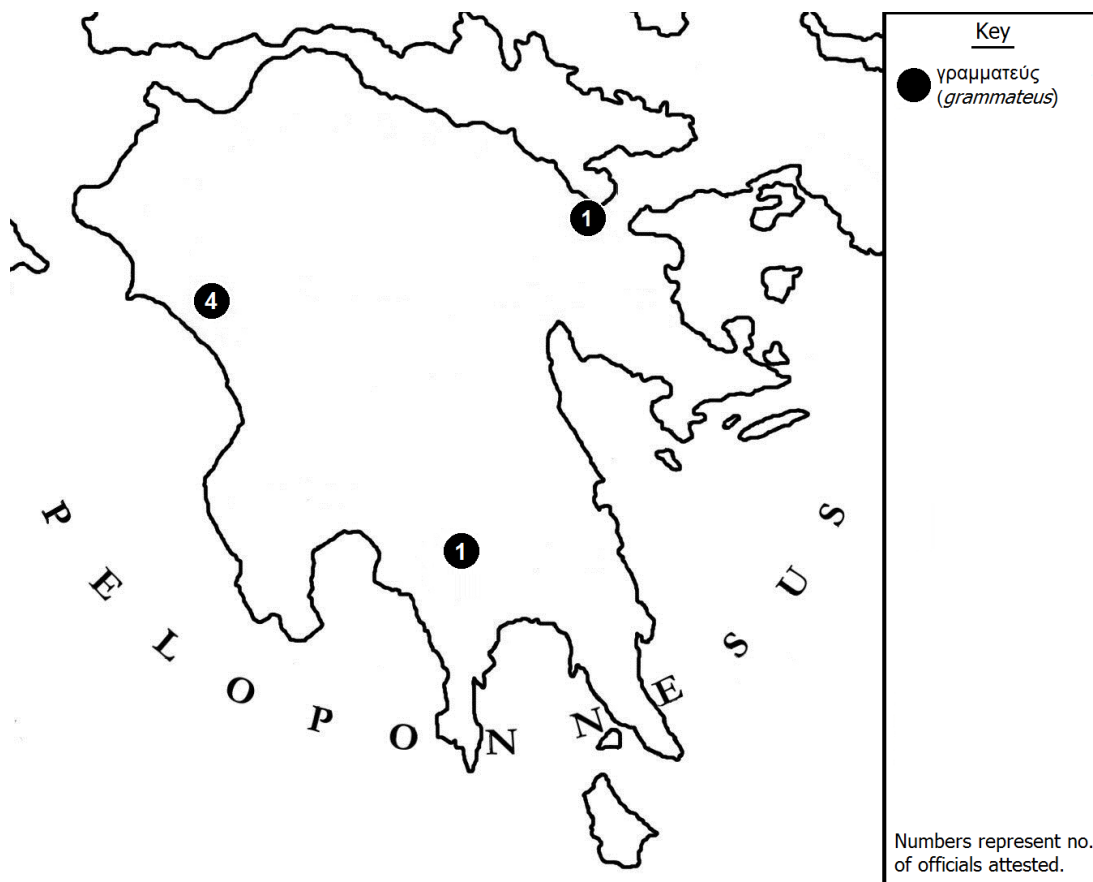 Key
γραμματεύς
(grammateus)
1
4
1
PELOPONNESUS
Numbers represent no.
of officials attested.